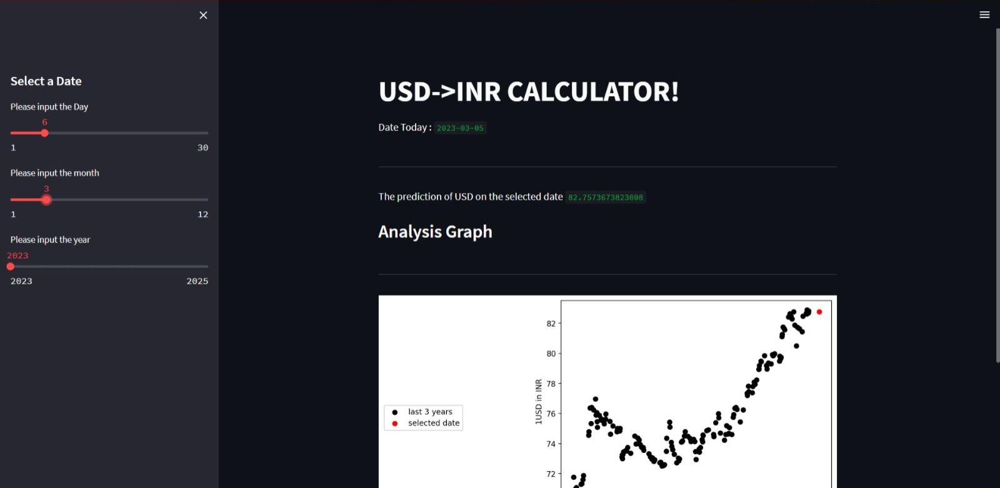 Select a Date
Please input the Day
6
1 30
Please input the month
3
1 12
Please input the year
2023
2023 2025
USD->INR CALCULATOR!
Date Today : 2023-03-05
The prediction of USD on the selected date 82.7573673823808
Analysis Graph
82
80
78
76
74
72
1USD in INR
last 3 years
selected date